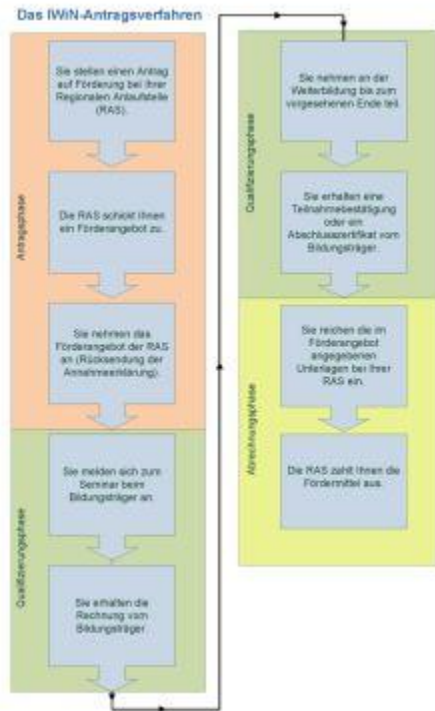 Das IWiN-Antragsverfahren
Antragsphase
Sie stellen einen Antrag
auf Förderung bei Ihrer
Regionalen Anlaufstelle
(RAS).
Die RAS schickt Ihnen
ein Förderangebot zu.
Sie nehmen das
Förderangebot der RAS
an (Rücksendung der
Annahmeerklärung).
Qualifizierungsphase
Sie melden sich zum
Seminar beim
Bildungsträger an.
Sie erhalten die
Rechnung vom
Bildungsträger
Qualifizierungsphase
Sie nehmen an der
Weiterbildung bis zum
vorgesehenen Ende teil.
Sie erhalten eine
Teilnahmebestätigung
oder ein
Abschlusszertifikat vom
Bildungsträger.
Abrechnungsphase
Sie reichen die im
Förderangebot
angegebenen
Unterlagen bei Ihrer
RAS ein.
Die RAS zahlt Ihnen die
Fördermittel aus.